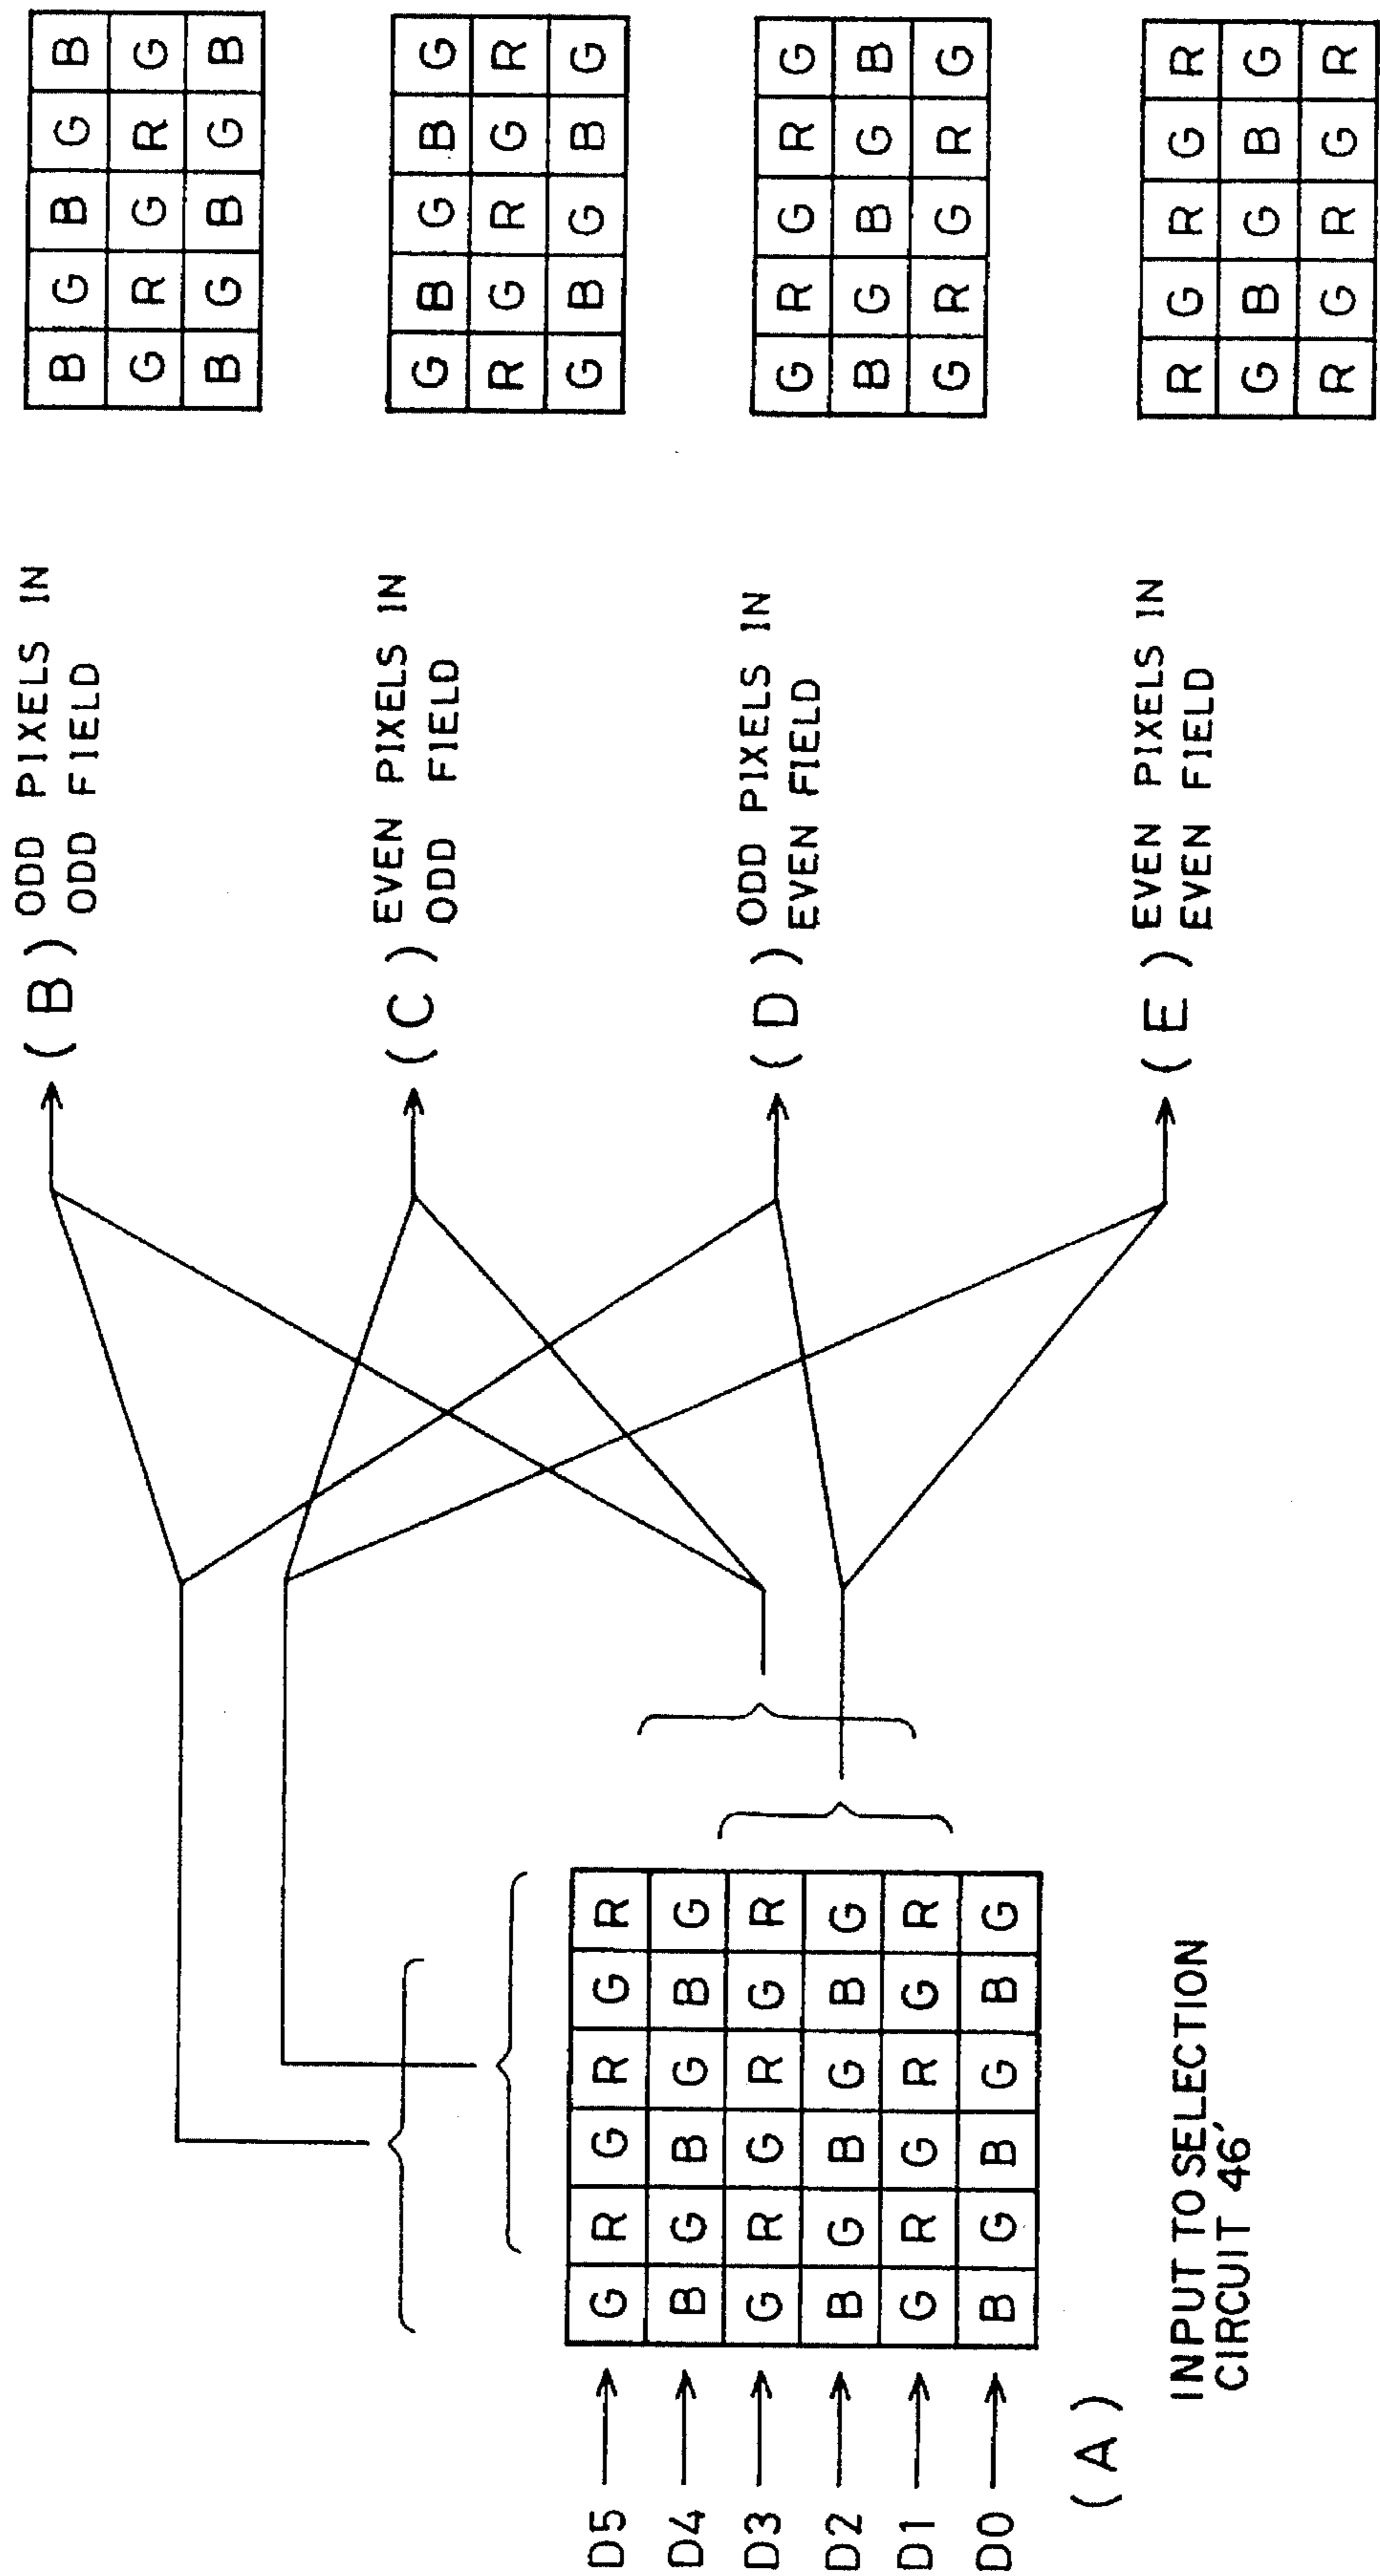 (B) ODD PIXELS IN
ODD FIELD
B G B G B
G R G R G
B G B G B
(C) EVEN PIXELS IN
ODD FIELD
G B G B G
R G R G R
G B G B G
(D) ODD PIXELS IN
EVEN FIELD
G R G R G
B G B G B
G R G R G
(E) EVEN PIXELS IN
EVEN FIELD
R G R G R
G B G B G
R G R G R
D5 G R G R G R
D4 B G B G B G
D3 G R G R G R
D2 B G B G B G
D1 G R G R G R
D0 B G B G B G
(A)
INPUT TO SELECTION
CIRCUIT 46′